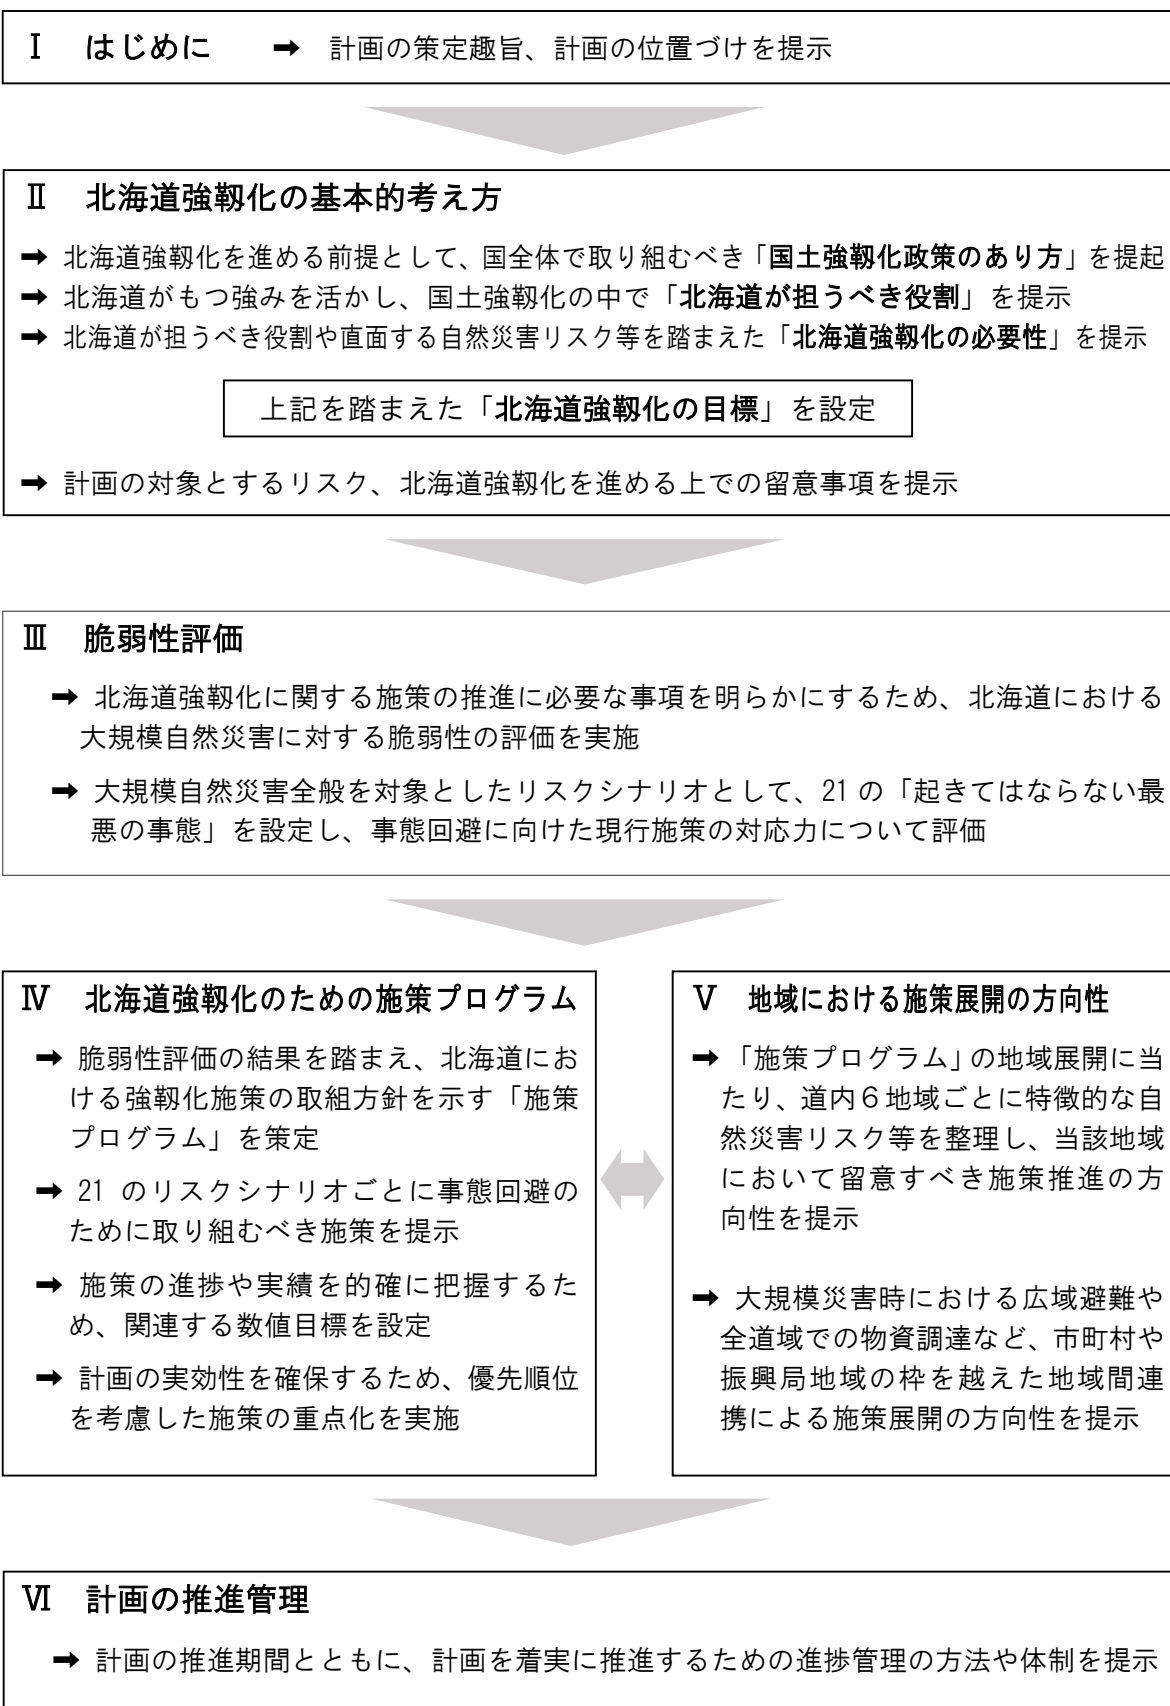 Ⅰ はじめに ➡ 計画の策定趣旨、計画の位置づけを提示
Ⅱ 北海道強靱化の基本的考え方
➡ 北海道強靱化を進める前提として、国全体で取り組むべき「国土強靱化政策のあり方」を提起
➡ 北海道がもつ強みを活かし、国土強靱化の中で「北海道が担うべき役割」を提示
➡ 北海道が担うべき役割や直面する自然災害リスク等を踏まえた「北海道強靱化の必要性」を提示
上記を踏まえた「北海道強靱化の目標」を設定
➡ 計画の対象とするリスク、北海道強靱化を進める上での留意事項を提示
Ⅲ 脆弱性評価
➡ 北海道強靱化に関する施策の推進に必要な事項を明らかにするため、北海道における
大規模自然災害に対する脆弱性の評価を実施
➡ 大規模自然災害全般を対象としたリスクシナリオとして、21 の「起きてはならない最
悪の事態」を設定し、事態回避に向けた現行施策の対応力について評価
Ⅳ 北海道強靱化のための施策プログラム
➡ 脆弱性評価の結果を踏まえ、北海道にお
ける強靱化施策の取組方針を示す「施策
プログラム」を策定
➡ 21 のリスクシナリオごとに事態回避の
ために取り組むべき施策を提示
➡ 施策の進捗や実績を的確に把握するた
め、関連する数値目標を設定
➡ 計画の実効性を確保するため、優先順位
を考慮した施策の重点化を実施
Ⅴ 地域における施策展開の方向性
➡ 「施策プログラム」の地域展開に当
たり、道内6地域ごとに特徴的な自
然災害リスク等を整理し、当該地域
において留意すべき施策推進の方
向性を提示
➡ 大規模災害時における広域避難や
全道域での物資調達など、市町村や
振興局地域の枠を越えた地域間連
携による施策展開の方向性を提示
Ⅵ 計画の推進管理
➡ 計画の推進期間とともに、計画を着実に推進するための進捗管理の方法や体制を提示